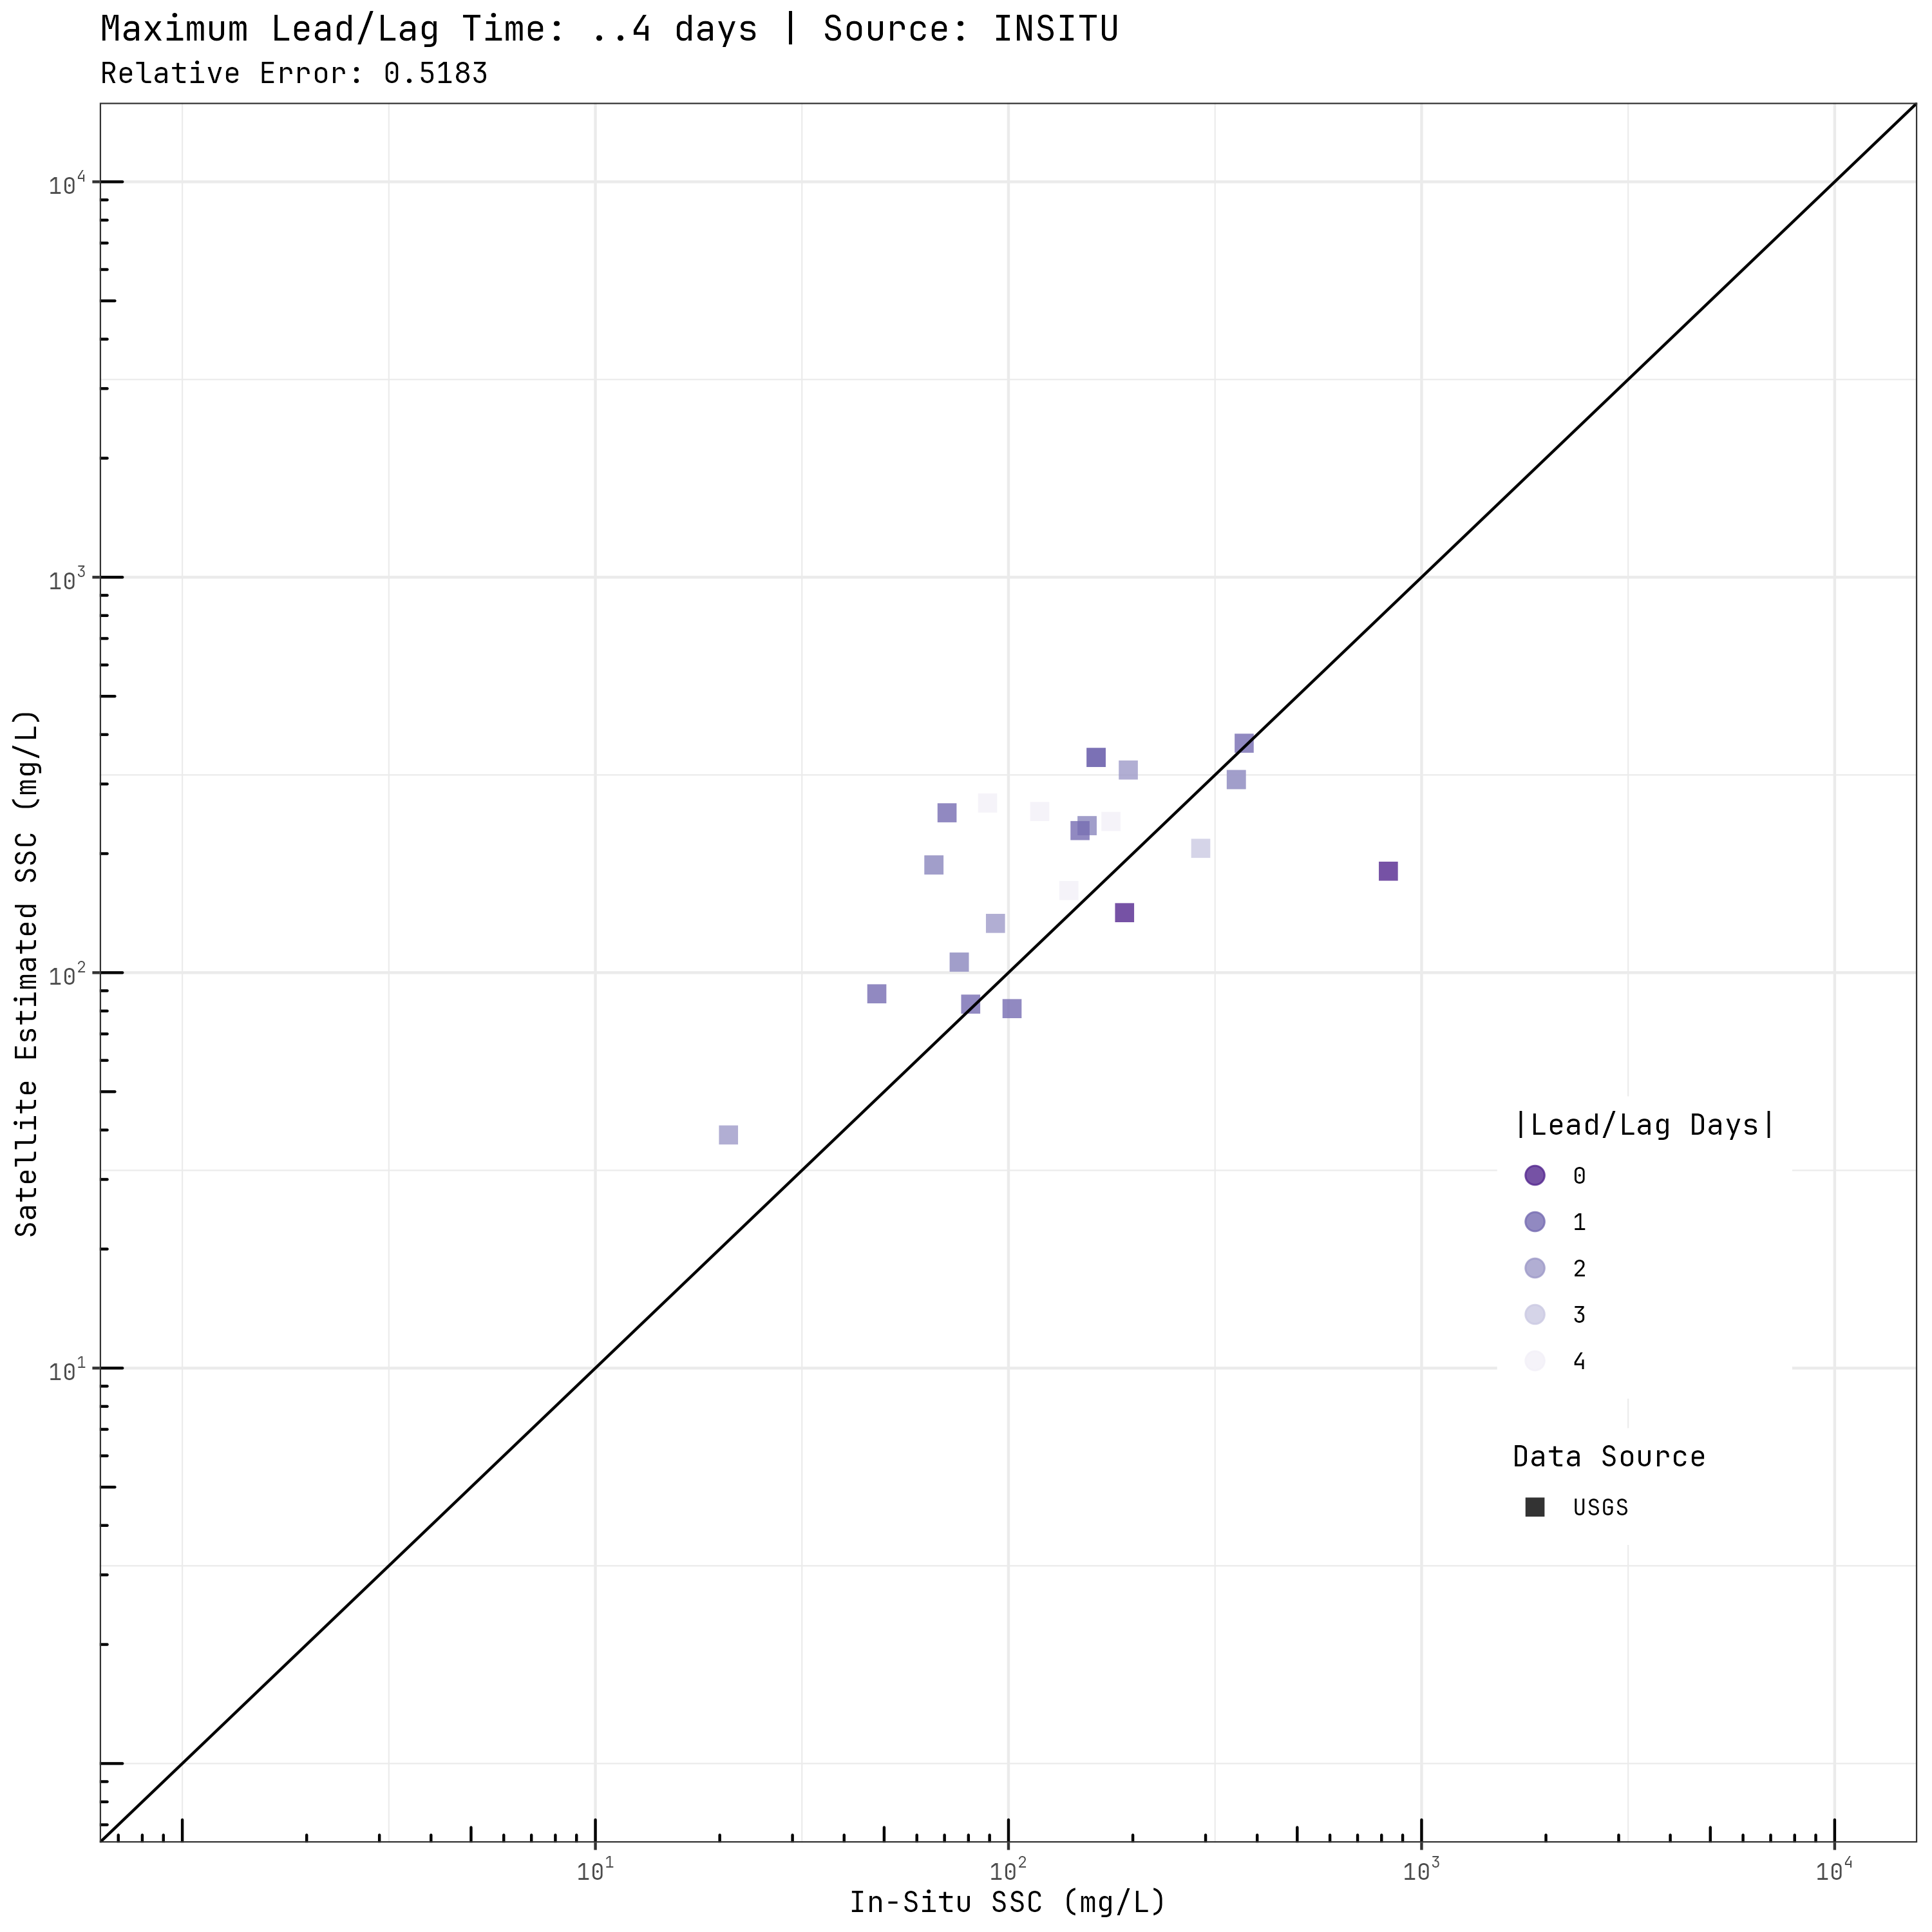 Maximum Lead/Lag Time: ..4 days | Source: INSITU
Relative Error: 0.5183
10⁴
10³
10²
10¹
Satellite Estimated SSC (mg/L)
|Lead/Lag Days|
0
1
2
3
4
Data Source
USGS
10¹ 10² 10³ 10⁴
In-Situ SSC (mg/L)